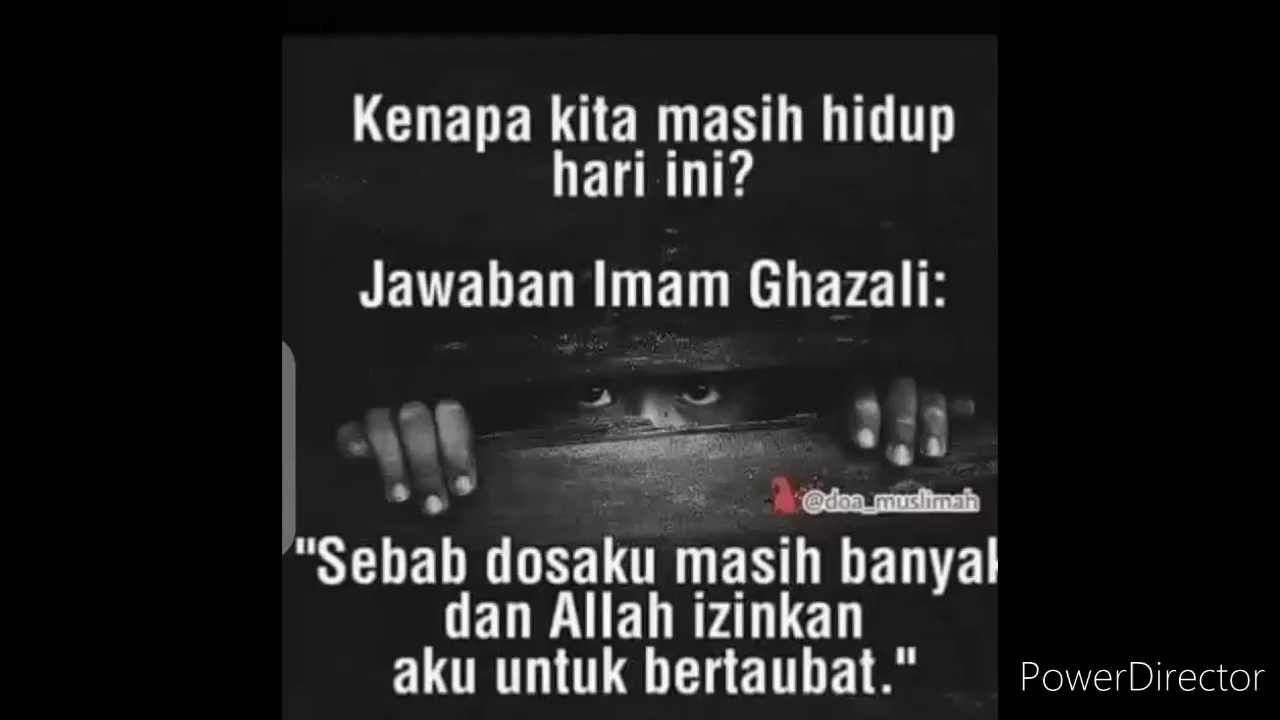 Kenapa kita masih hidup
hari ini?
Jawaban Imam Ghazali:
@doa_muslimah
"Sebab dosaku masih banyak
dan Allah izinkan
aku untuk bertaubat."
PowerDirector